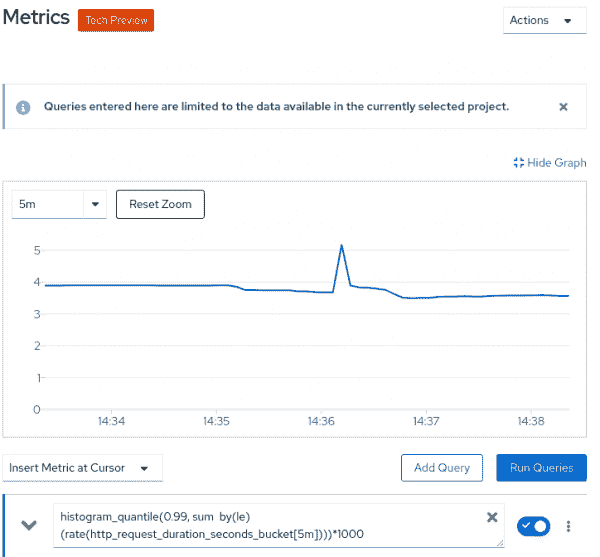 Metrics
Tech Preview
Actions
Queries entered here are limited to the data available in the currently selected project.
Hide Graph
5m
Reset Zoom
5
4
3
2
1
0
14:34 14:35 14:36 14:37 14:38
Insert Metric at Cursor
Add Query
Run Queries
histogram_quantile(0.99, sum by(le)
(rate(http_request_duration_seconds_bucket[5m])))*1000